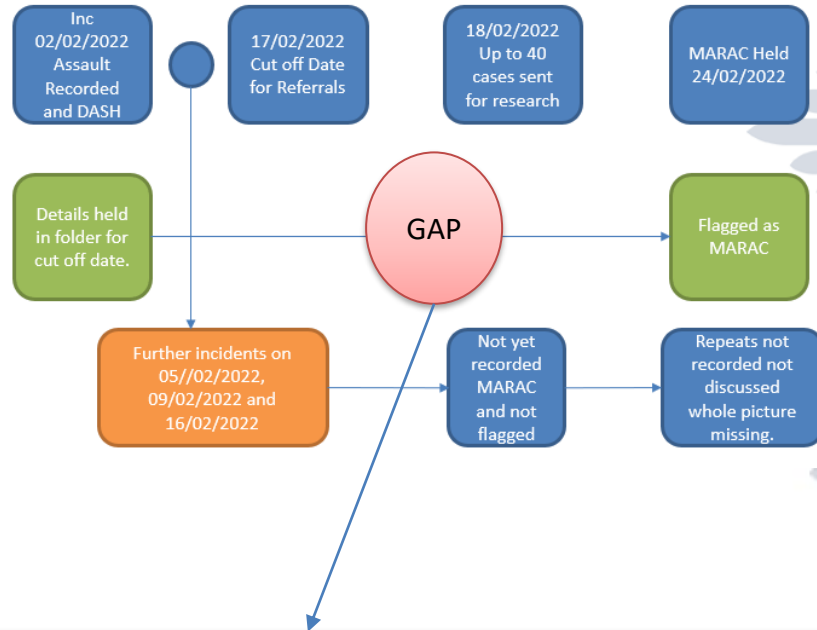 Inc
02/02/2022
Assault
Recorded
and DASH
17/02/2022
Cut off Date
for Referrals
18/02/2022
Up to 40
cases sent
for research
MARAC Held
24/02/2022
Details held
in folder for
cut off date.
GAP
Flagged as
MARAC
Further incidents on
05//02/2022,
09/02/2022 and
16/02/2022
Not yet
recorded
MARAC
and not
flagged
Repeats not
recorded not
discussed
whole picture
missing.